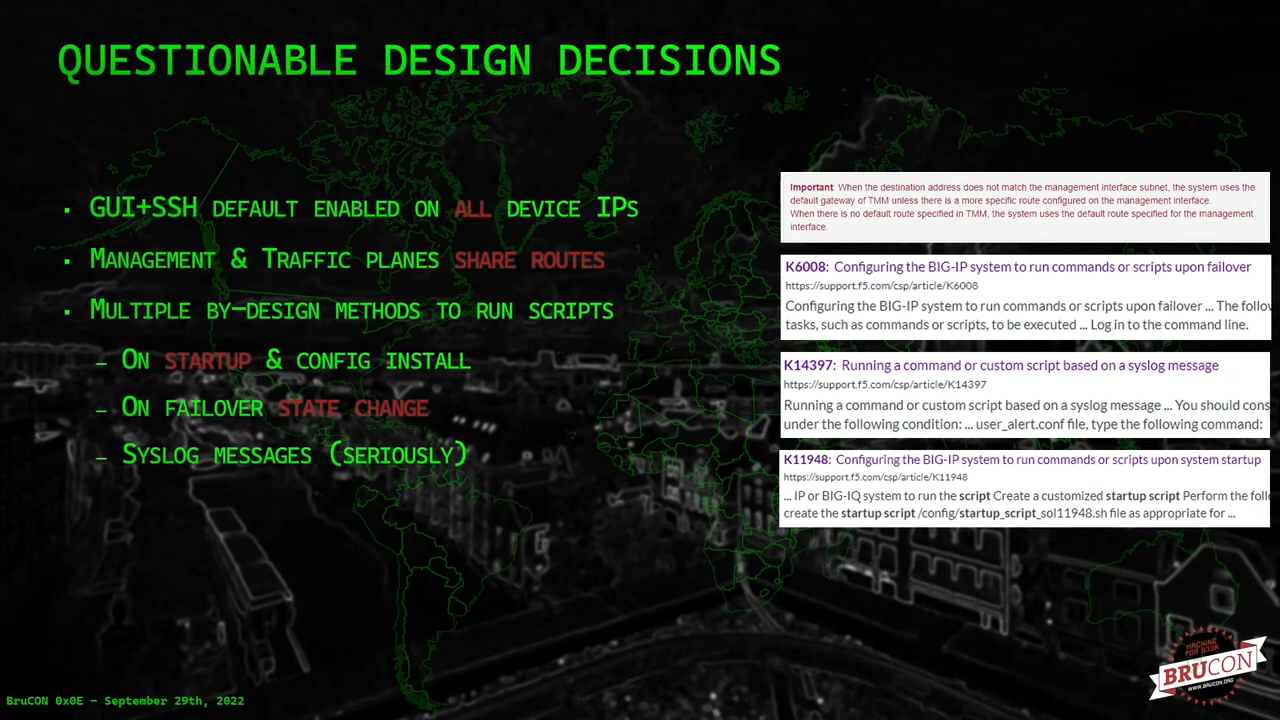 QUESTIONABLE DESIGN DECISIONS
▪ GUI+SSH DEFAULT ENABLED ON ALL DEVICE IPS
▪ MANAGEMENT & TRAFFIC PLANES SHARE ROUTES
▪ MULTIPLE BY-DESIGN METHODS TO RUN SCRIPTS
– ON STARTUP & CONFIG INSTALL
– ON FAILOVER STATE CHANGE
– SYSLOG MESSAGES (SERIOUSLY)
Important: When the destination address does not match the management interface subnet, the system uses the
default gateway of TMM unless there is a more specific route configured on the management interface.
When there is no default route specified in TMM, the system uses the default route specified for the management
interface.
K6008: Configuring the BIG-IP system to run commands or scripts upon failover
https://support.f5.com/csp/article/K6008
Configuring the BIG-IP system to run commands or scripts upon failover ... The follow
tasks, such as commands or scripts, to be executed ... Log in to the command line.
K14397: Running a command or custom script based on a syslog message
https://support.f5.com/csp/article/K14397
Running a command or custom script based on a syslog message ... You should cons
under the following condition: ... user_alert.conf file, type the following command:
K11948: Configuring the BIG-IP system to run commands or scripts upon system startup
https://support.f5.com/csp/article/K11948
... IP or BIG-IQ system to run the script Create a customized startup script Perform the follo
create the startup script /config/startup_script_sol11948.sh file as appropriate for ...
HACKING
FOR B33R
BRUCON
WWW.BRUCON.ORG
BruCON 0x0E - September 29th, 2022